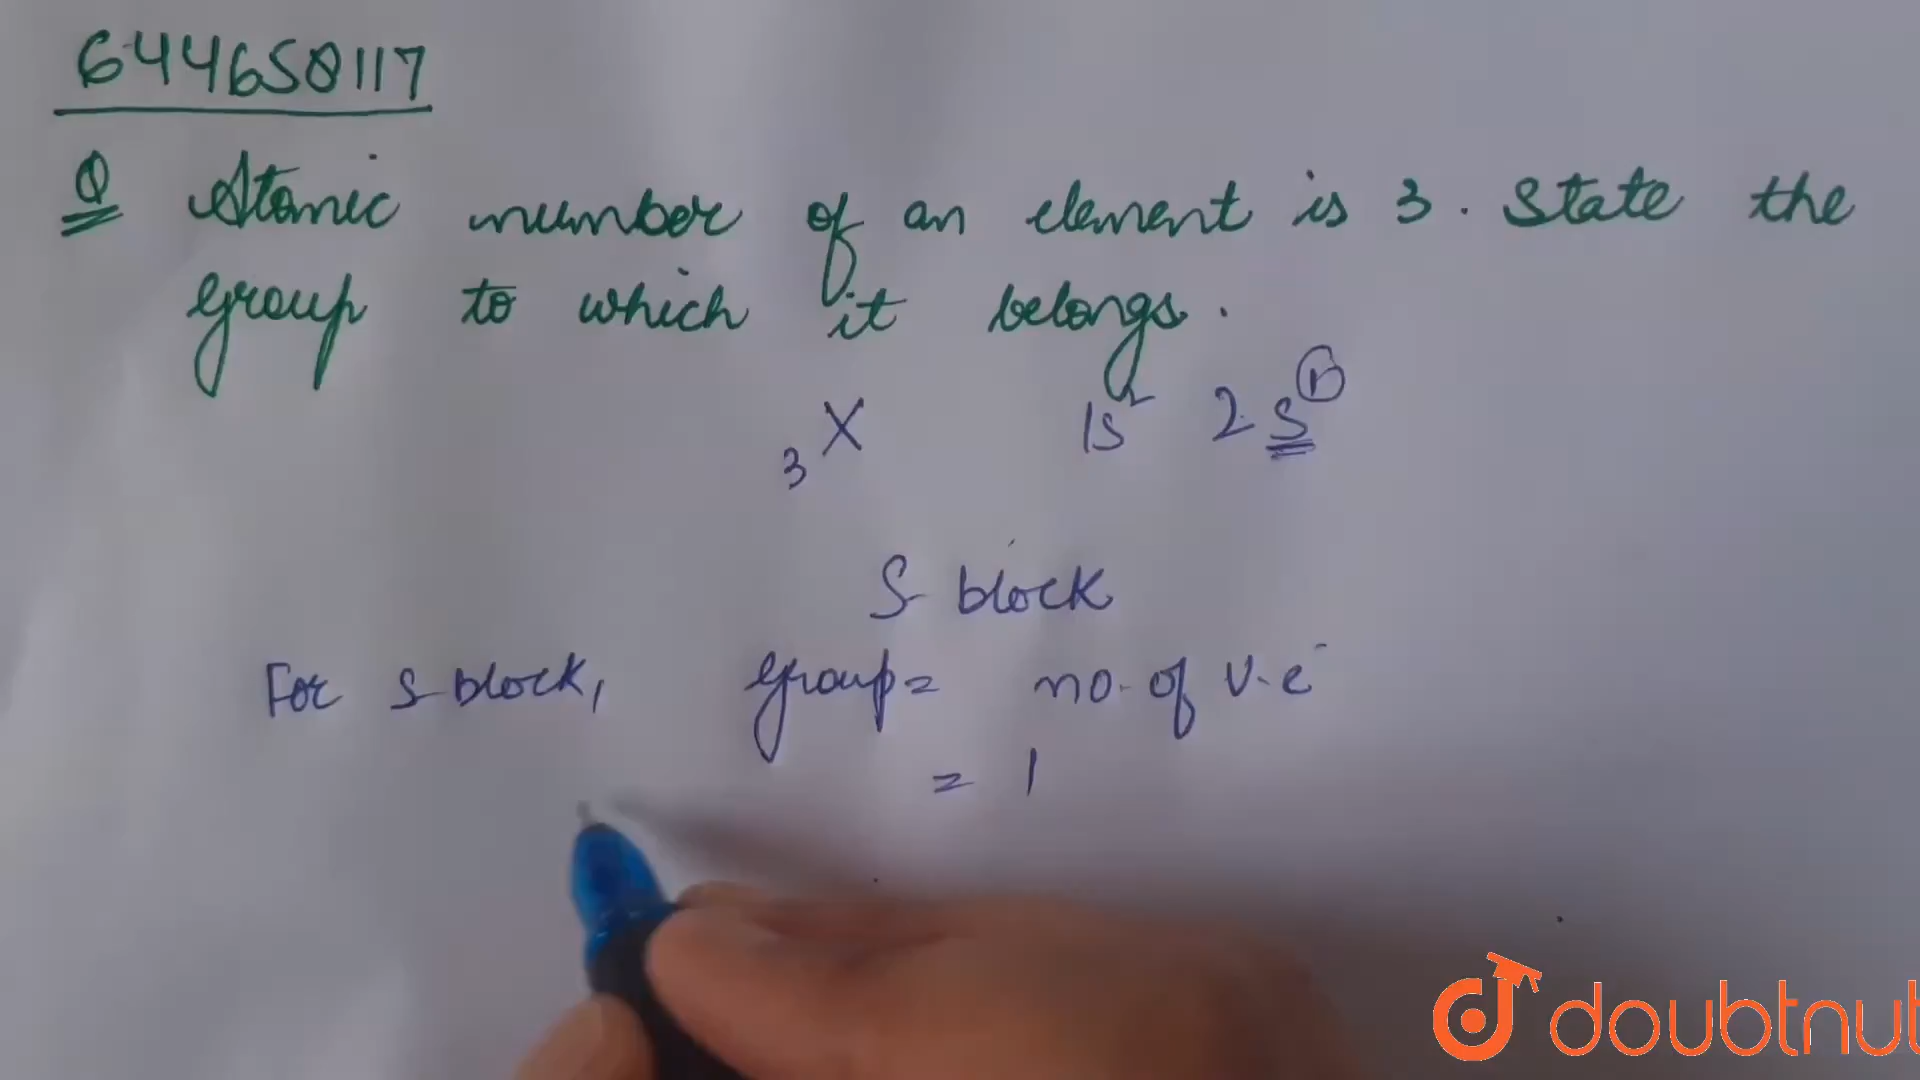 644658117
Q Atomic number of an element is 3. State the
group to which it belongs.
₃X 1s² 2s¹
S block
For s-block, group = no. of v.e⁻
= 1
doubtnut